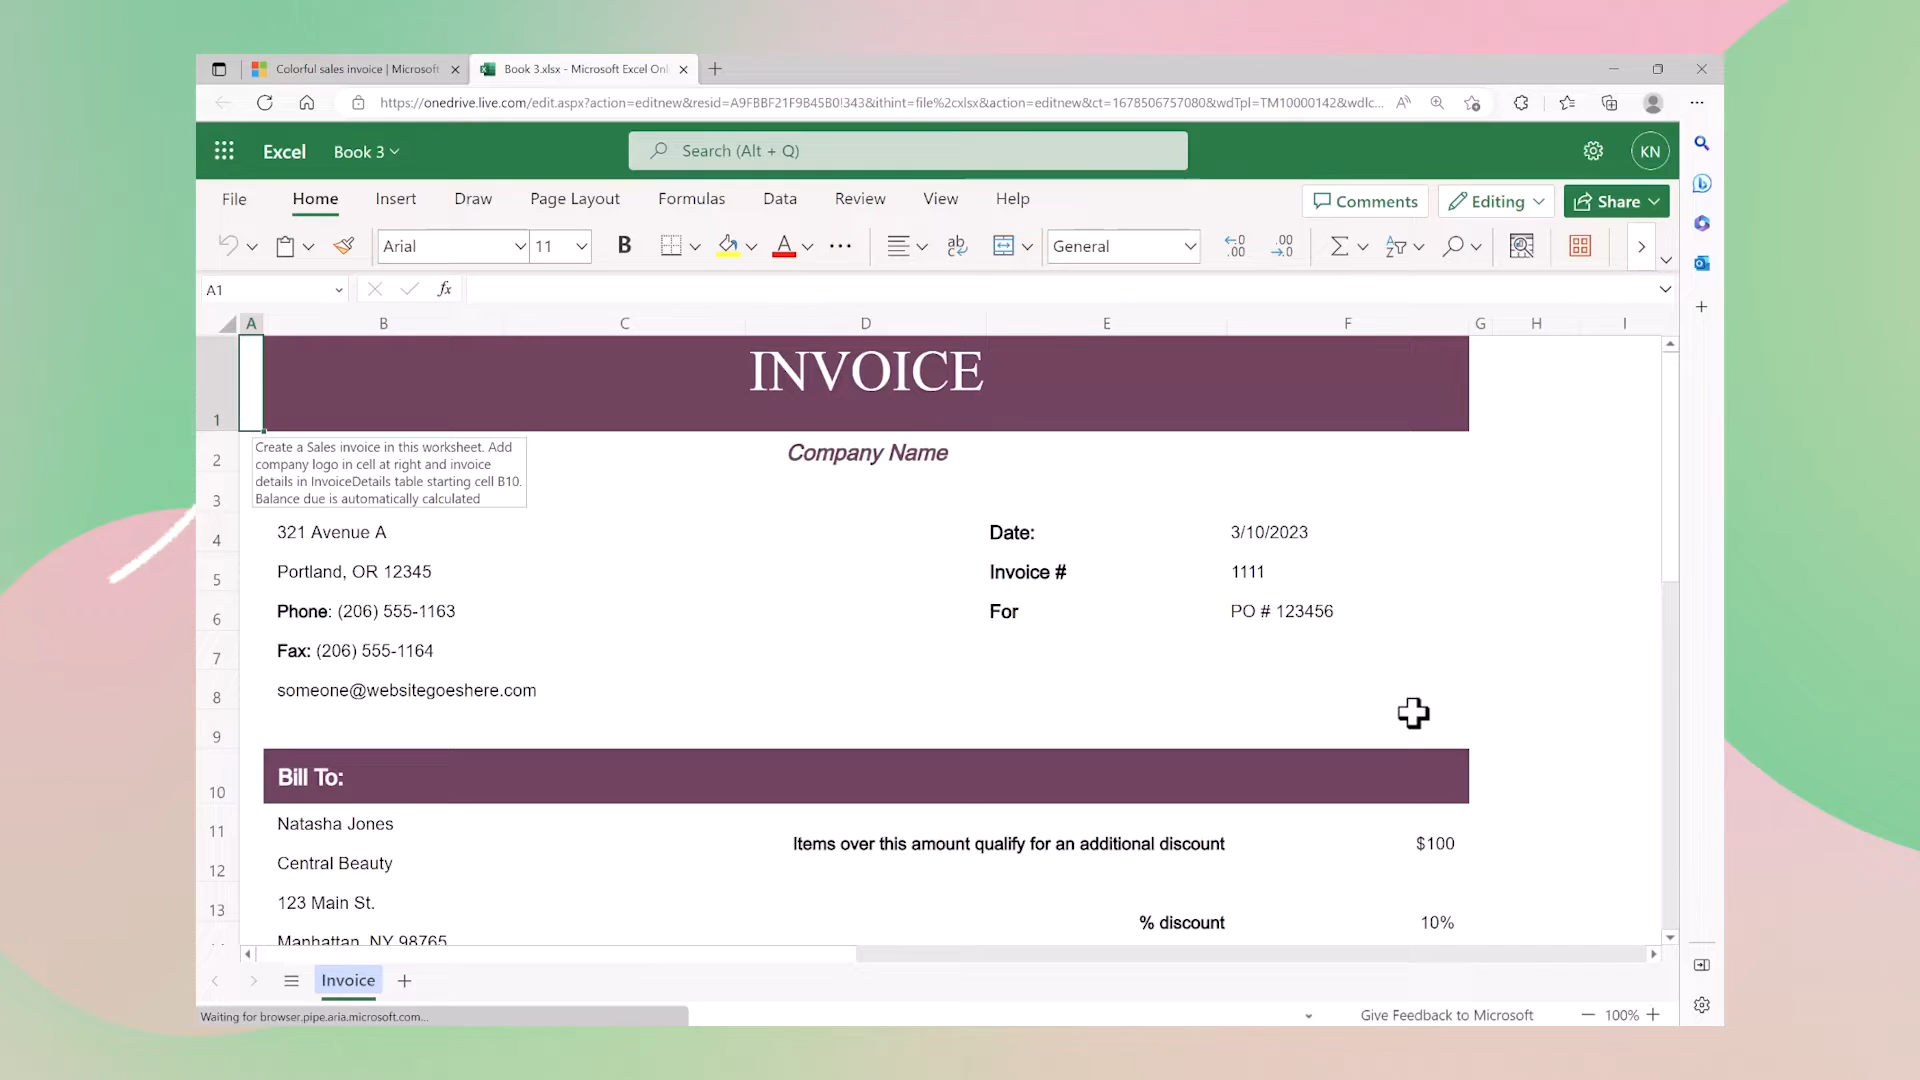 Colorful sales invoice | Microsoft
Book 3.xlsx - Microsoft Excel Onl
https://onedrive.live.com/edit.aspx?action=editnew&resid=A9FBBF21F9B45B0!343&ithint=file%2cxlsx&action=editnew&ct=1678506757080&wdTpl=TM10000142&wdlc...
Excel Book 3 Search (Alt + Q) KN
File Home Insert Draw Page Layout Formulas Data Review View Help Comments Editing Share
Arial 11 B A ab General
A1 fx
A B C D E F G H I
1 INVOICE
Create a Sales invoice in this worksheet. Add
company logo in cell at right and invoice
details in InvoiceDetails table starting cell B10.
Balance due is automatically calculated
2 Company Name
3
4 321 Avenue A Date: 3/10/2023
5 Portland, OR 12345 Invoice # 1111
6 Phone: (206) 555-1163 For PO # 123456
7 Fax: (206) 555-1164
8 someone@websitegoeshere.com
9
10 Bill To:
11 Natasha Jones
Items over this amount qualify for an additional discount $100
12 Central Beauty
13 123 Main St.
% discount 10%
Manhattan, NY 98765
Invoice
Waiting for browser.pipe.aria.microsoft.com...
Give Feedback to Microsoft 100%